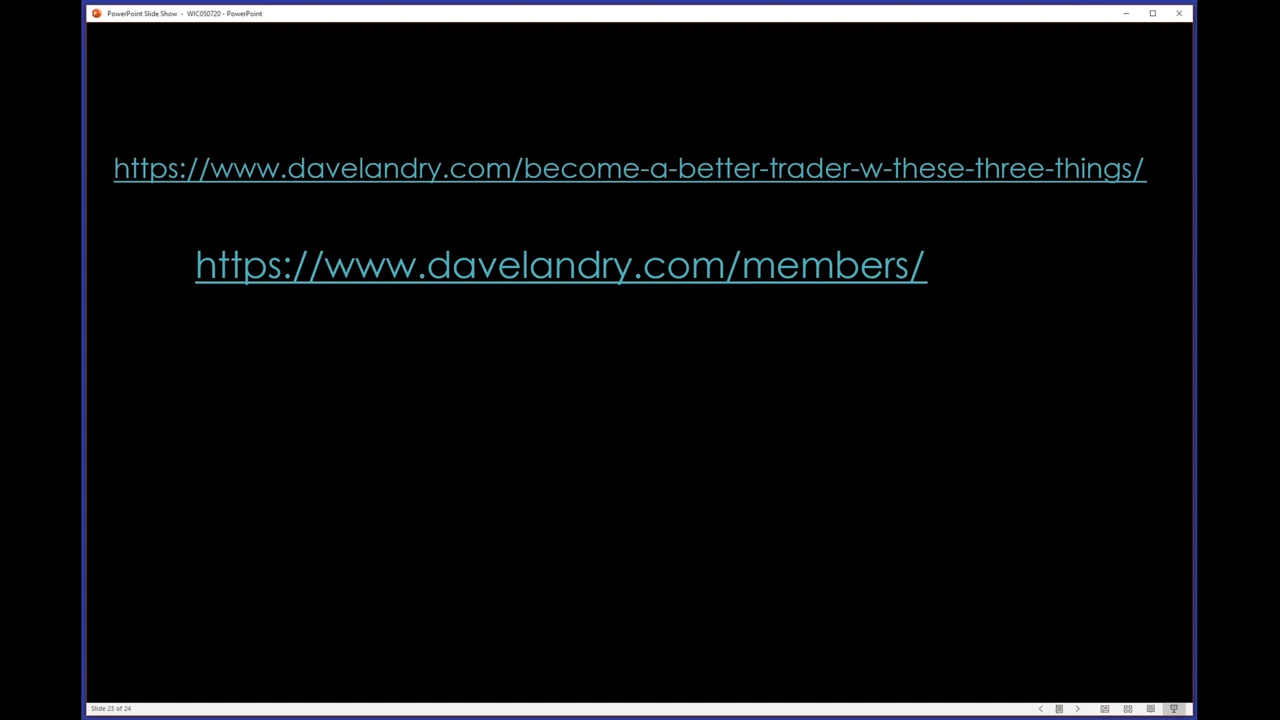 PowerPoint Slide Show - WIC050720 - PowerPoint
https://www.davelandry.com/become-a-better-trader-w-these-three-things/
https://www.davelandry.com/members/
Slide 23 of 24